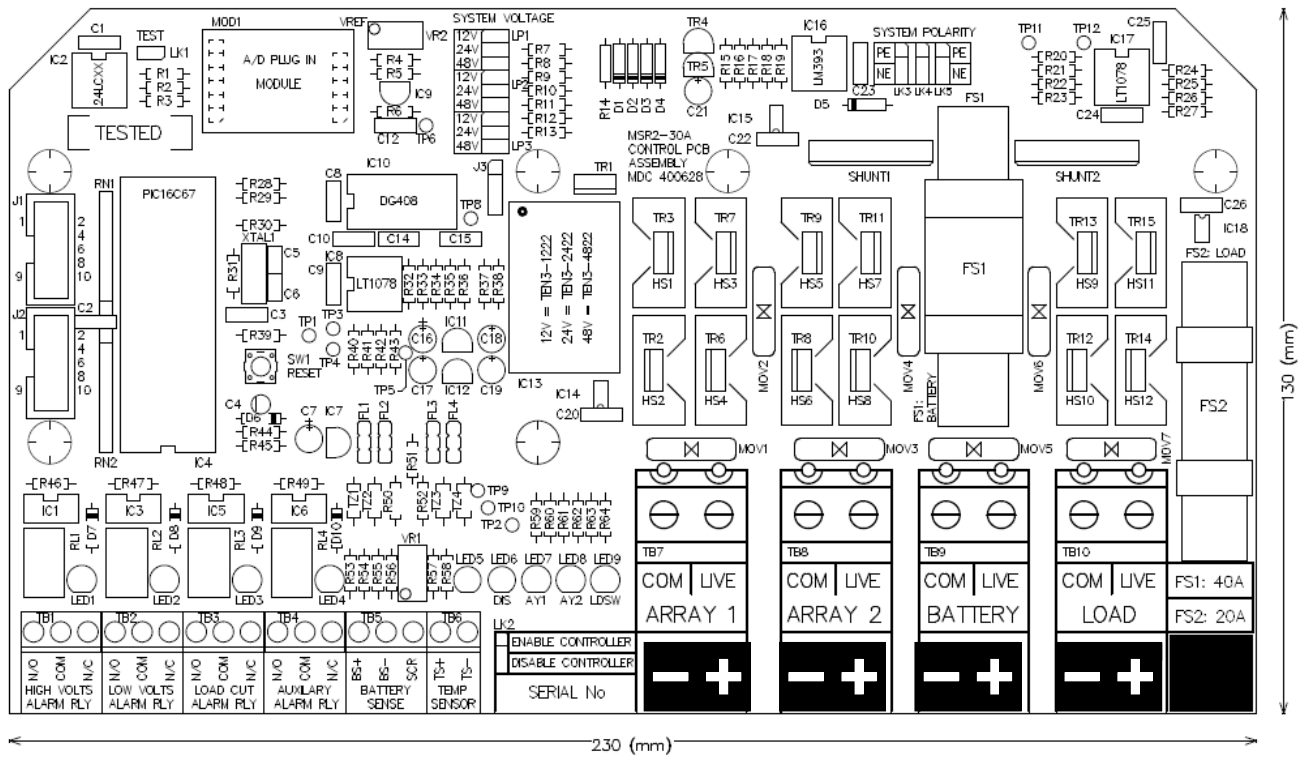 C1
TEST
LK1
IC2
24LCXX
R1
R2
R3
TESTED
MOD1
A/D PLUG IN
MODULE
VREF
VR2
R4
R5
IC9
R6
C12
TP6
SYSTEM VOLTAGE
12V
24V
48V
LP1
12V
24V
48V
LP2
12V
24V
48V
LP3
R7
R8
R9
R10
R11
R12
R13
R14
D1
D2
D3
D4
TR4
TR5
C21
R15
R16
R17
R18
R19
IC16
LM393
C23
D5
SYSTEM POLARITY
PE
NE
PE
NE
LK3
LK4
LK5
IC15
C22
FS1
TP11
TP12
R20
R21
R22
R23
IC17
LT1078
C25
C24
R24
R25
R26
R27
MSR2-30A
CONTROL PCB
ASSEMBLY
MDC 400628
SHUNT1
SHUNT2
J1
1
2
4
6
8
9
10
J2
C2
1
2
4
6
8
9
10
RN1
PIC16C67
RN2
IC4
R28
R29
R30
XTAL1
R31
C5
C6
C3
R39
SW1
RESET
C4
D6
R44
R45
C8
IC10
DG408
J3
TP8
C10
C14
C15
C9
IC8
LT1078
R32
R33
R34
R35
R36
R37
R38
TP1
TP3
TP4
R40
R41
R42
R43
TP5
C16
IC11
C18
C17
IC12
C19
C7
IC7
FL1
FL2
FL3
FL4
TR1
12V = TEN3-1222
24V = TEN3-2422
48V = TEN3-4822
IC13
IC14
C20
TR3
HS1
TR7
HS3
TR9
HS5
TR11
HS7
TR13
HS9
TR15
HS11
TR2
HS2
TR6
HS4
TR8
HS6
TR10
HS8
TR12
HS10
TR14
HS12
MOV2
MOV4
MOV6
FS1
FS1:
BATTERY
C26
IC18
FS2: LOAD
FS2
MOV1
MOV3
MOV5
MOV7
R46
IC1
RL1
D7
LED1
R47
IC3
RL2
D8
LED2
R48
IC5
RL3
D9
LED3
R49
IC6
RL4
D10
LED4
R51
TZ1
TZ2
R50
R52
TZ3
TZ4
TP9
TP10
TP2
VR1
R53
R54
R55
R56
R57
R58
R59
R60
R61
R62
R63
R64
LED5
LED6
DIS
LED7
AY1
LED8
AY2
LED9
LDSW
TB1
N/O
COM
N/C
HIGH VOLTS
ALARM RLY
TB2
N/O
COM
N/C
LOW VOLTS
ALARM RLY
TB3
N/O
COM
N/C
LOAD CUT
ALARM RLY
TB4
N/O
COM
N/C
AUXILARY
ALARM RLY
TB5
BS+
BS-
SCR
BATTERY
SENSE
TB6
TS+
TS-
TEMP
SENSOR
LK2
ENABLE CONTROLLER
DISABLE CONTROLLER
SERIAL No
TB7
COM
LIVE
ARRAY 1
- +
TB8
COM
LIVE
ARRAY 2
- +
TB9
COM
LIVE
BATTERY
- +
TB10
COM
LIVE
LOAD
- +
FS1: 40A
FS2: 20A
130 (mm)
230 (mm)